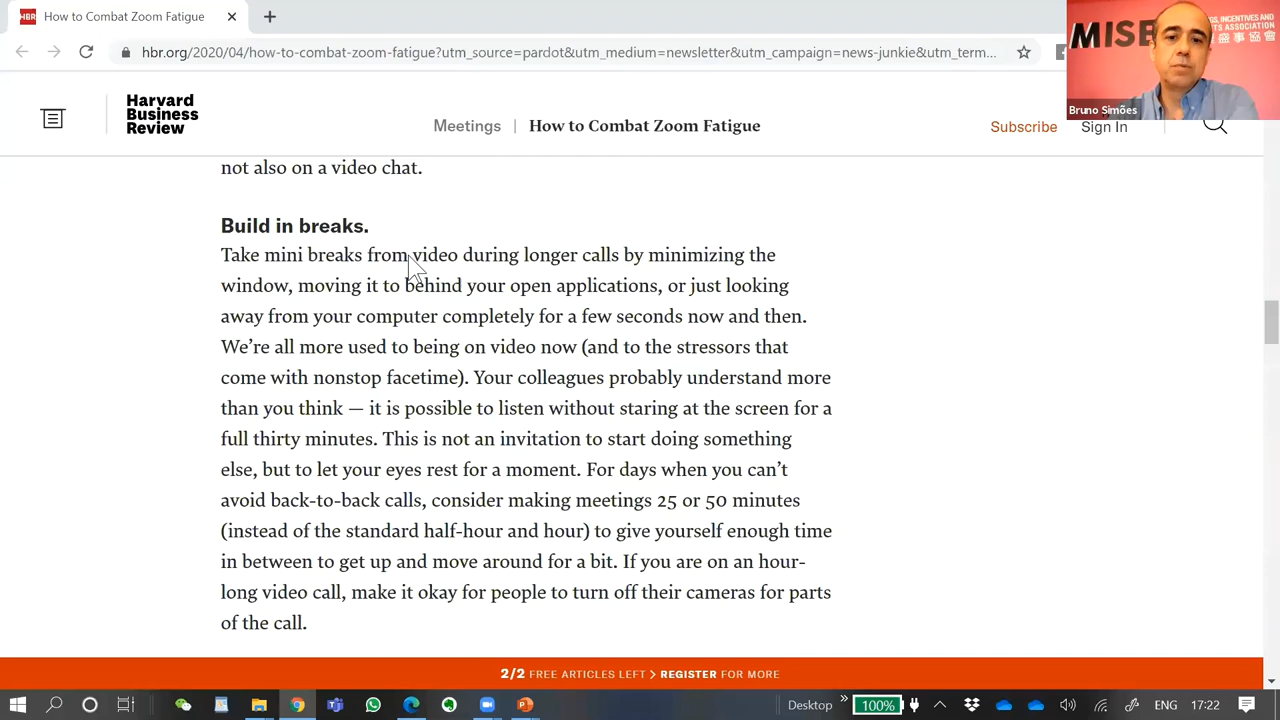 HBR How to Combat Zoom Fatigue
hbr.org/2020/04/how-to-combat-zoom-fatigue?utm_source=pardot&utm_medium=newsletter&utm_campaign=news-junkie&utm_term...
INCENTIVES AND
ASSOCIATION
MISE
Bruno Simões
Harvard
Business
Review
Meetings | How to Combat Zoom Fatigue
Subscribe Sign In
not also on a video chat.
Build in breaks.
Take mini breaks from video during longer calls by minimizing the
window, moving it to behind your open applications, or just looking
away from your computer completely for a few seconds now and then.
We’re all more used to being on video now (and to the stressors that
come with nonstop facetime). Your colleagues probably understand more
than you think — it is possible to listen without staring at the screen for a
full thirty minutes. This is not an invitation to start doing something
else, but to let your eyes rest for a moment. For days when you can’t
avoid back-to-back calls, consider making meetings 25 or 50 minutes
(instead of the standard half-hour and hour) to give yourself enough time
in between to get up and move around for a bit. If you are on an hour-
long video call, make it okay for people to turn off their cameras for parts
of the call.
2/2 FREE ARTICLES LEFT > REGISTER FOR MORE
Desktop » 100% ENG 17:22